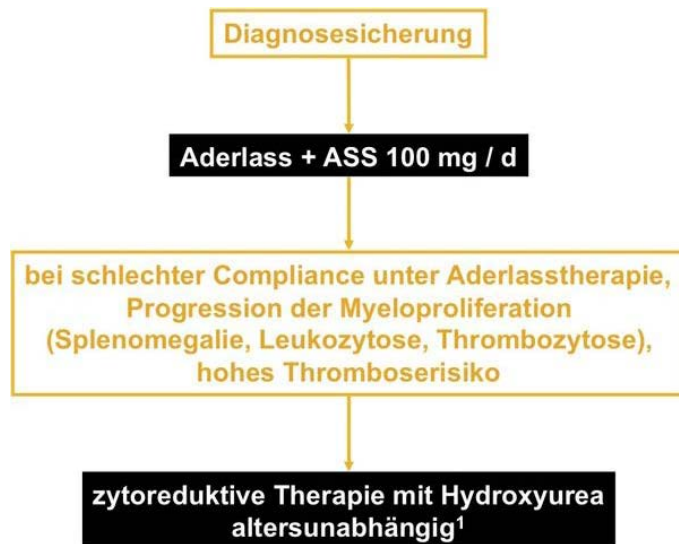 Diagnosesicherung
Aderlass + ASS 100 mg / d
bei schlechter Compliance unter Aderlasstherapie,
Progression der Myeloproliferation
(Splenomegalie, Leukozytose, Thrombozytose),
hohes Thromboserisiko
zytoreduktive Therapie mit Hydroxyurea
altersunabhängig¹